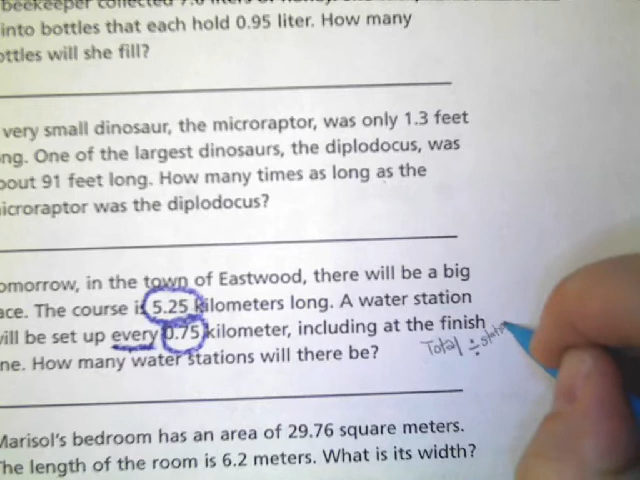 beekeeper collected
into bottles that each hold 0.95 liter. How many
ottles will she fill?
very small dinosaur, the microraptor, was only 1.3 feet
ng. One of the largest dinosaurs, the diplodocus, was
bout 91 feet long. How many times as long as the
icroraptor was the diplodocus?
omorrow, in the town of Eastwood, there will be a big
ace. The course is 5.25 kilometers long. A water station
ill be set up every 0.75 kilometer, including at the finish
ne. How many water stations will there be?
Total ÷
Marisol's bedroom has an area of 29.76 square meters.
The length of the room is 6.2 meters. What is its width?